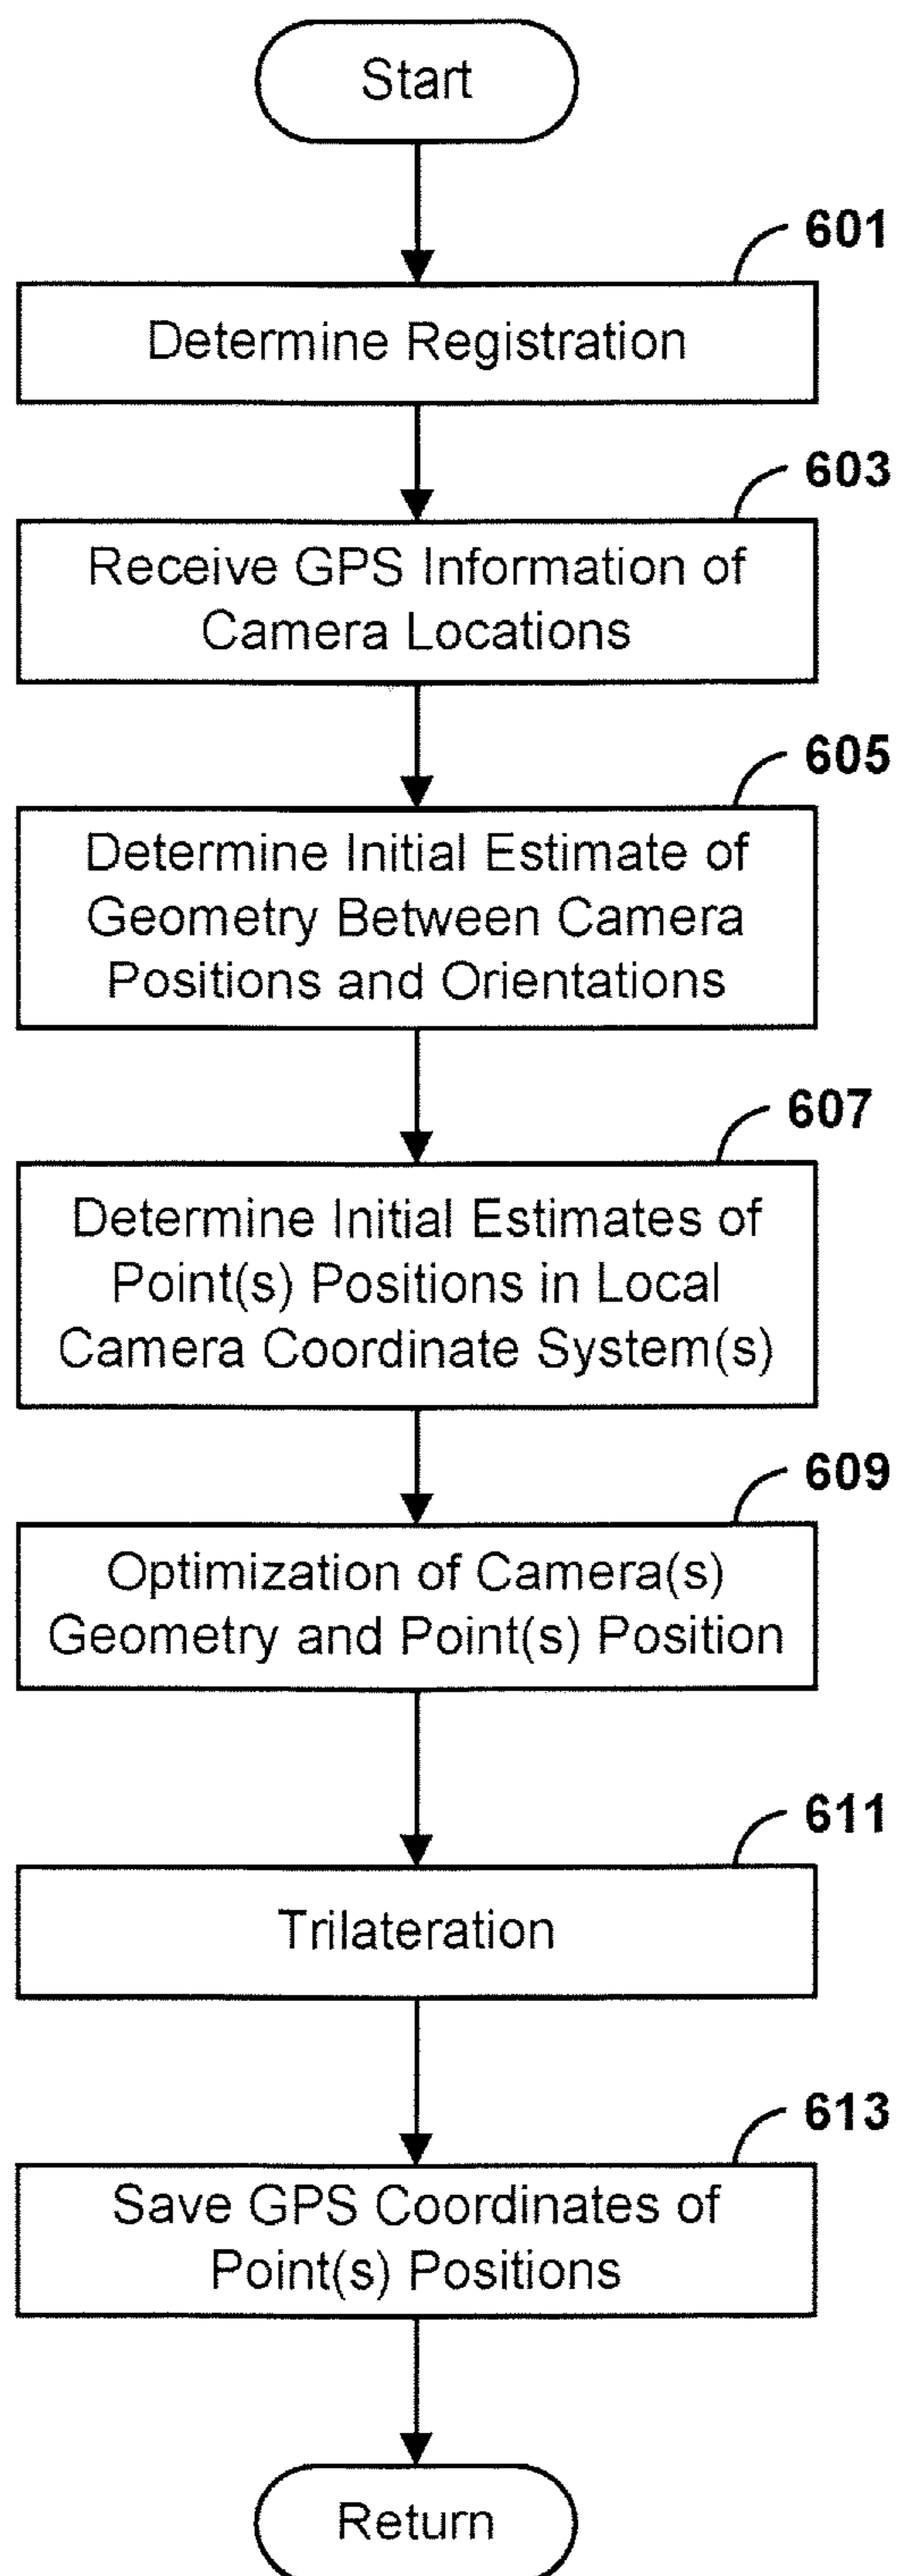 Start
601
Determine Registration
603
Receive GPS Information of
Camera Locations
605
Determine Initial Estimate of
Geometry Between Camera
Positions and Orientations
607
Determine Initial Estimates of
Point(s) Positions in Local
Camera Coordinate System(s)
609
Optimization of Camera(s)
Geometry and Point(s) Position
611
Trilateration
613
Save GPS Coordinates of
Point(s) Positions
Return